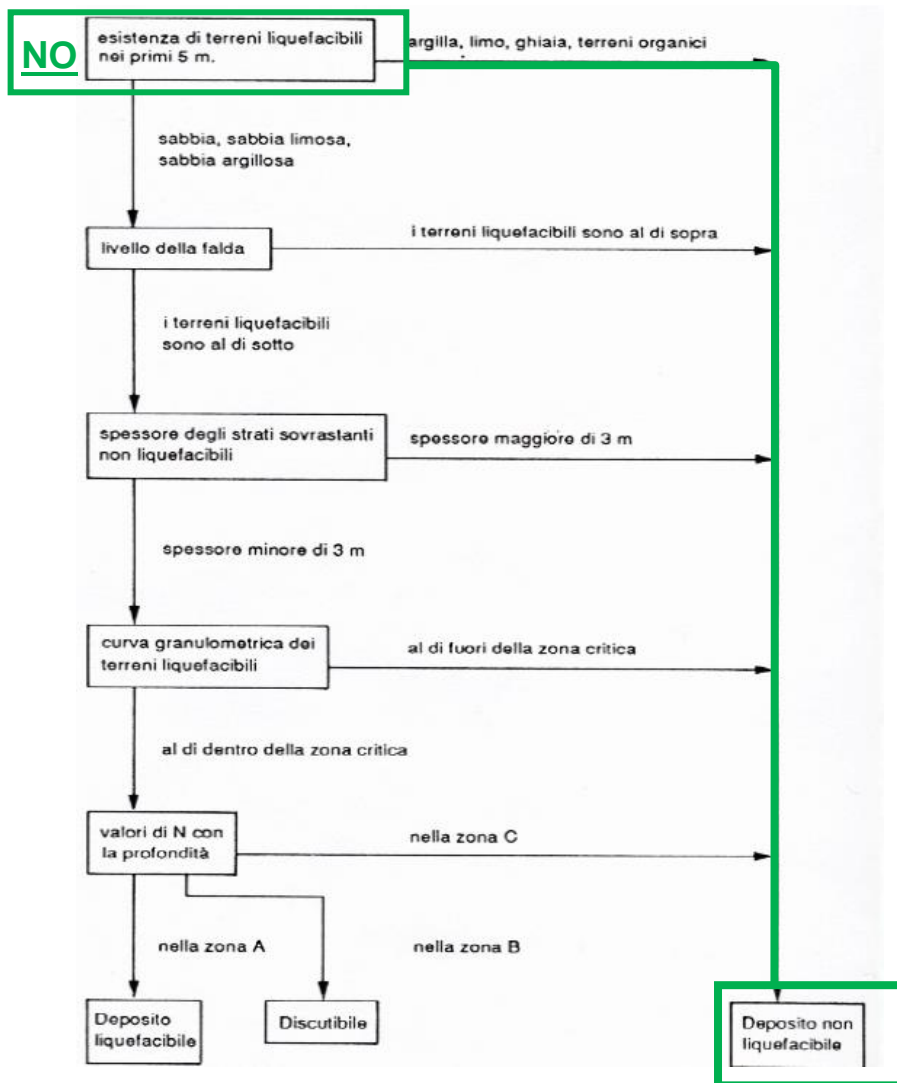 NO
esistenza di terreni liquefacibili
nei primi 5 m.
argilla, limo, ghiaia, terreni organici
sabbia, sabbia limosa,
sabbia argillosa
livello della falda
i terreni liquefacibili sono al di sopra
i terreni liquefacibili
sono al di sotto
spessore degli strati sovrastanti
non liquefacibili
spessore maggiore di 3 m
spessore minore di 3 m
curva granulometrica dei
terreni liquefacibili
al di fuori della zona critica
al di dentro della zona critica
valori di N con
la profondità
nella zona C
nella zona A
nella zona B
Deposito
liquefacibile
Discutibile
Deposito non
liquefacibile